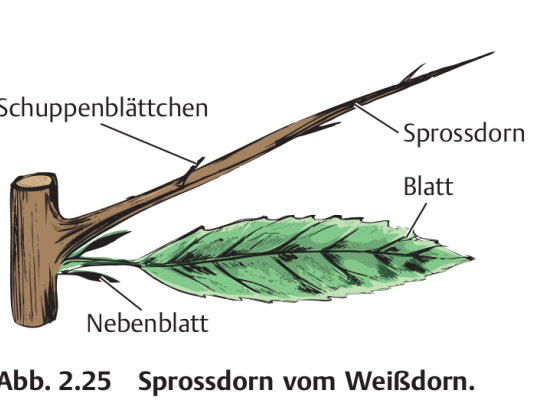 Schuppenblättchen
Sprossdorn
Blatt
Nebenblatt
Abb. 2.25 Sprossdorn vom Weißdorn.